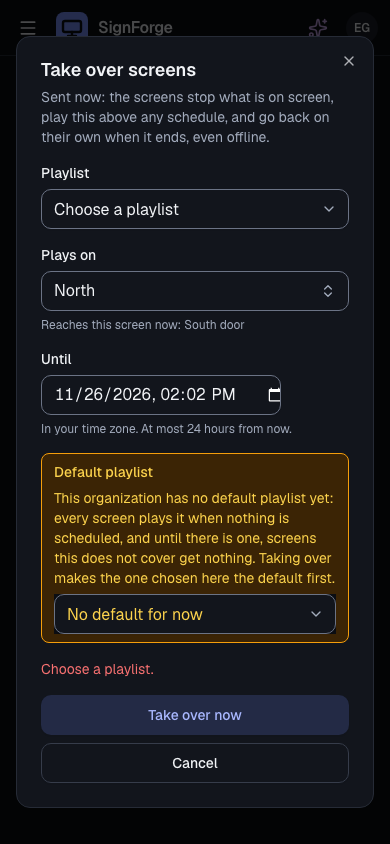 SignForge
EG
Take over screens
Sent now: the screens stop what is on screen,
play this above any schedule, and go back on
their own when it ends, even offline.
Playlist
Choose a playlist
Plays on
North
Reaches this screen now: South door
Until
11/26/2026, 02:02 PM
In your time zone. At most 24 hours from now.
Default playlist
This organization has no default playlist yet:
every screen plays it when nothing is
scheduled, and until there is one, screens
this does not cover get nothing. Taking over
makes the one chosen here the default first.
No default for now
Choose a playlist.
Take over now
Cancel